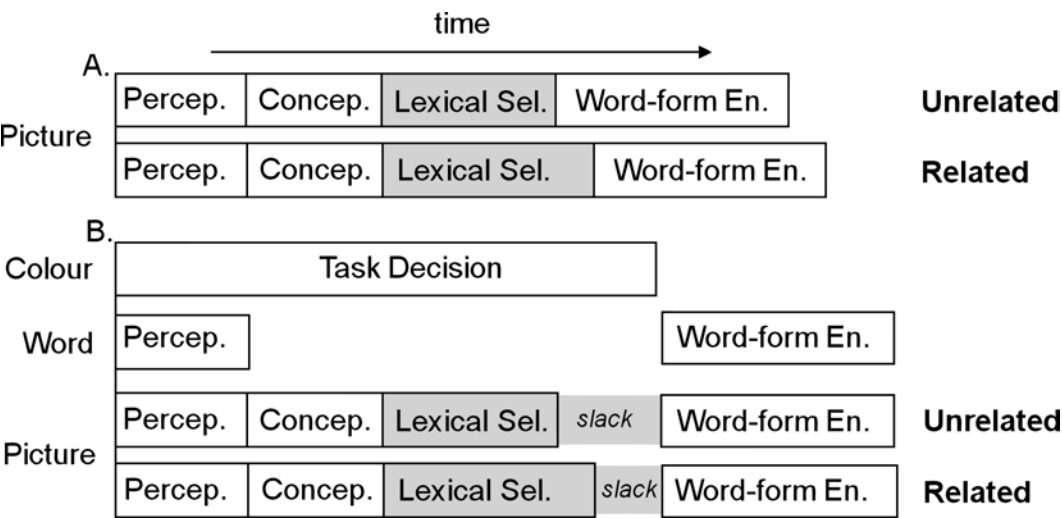 time
A.
Percep. Concep. Lexical Sel. Word-form En. Unrelated
Picture
Percep. Concep. Lexical Sel. Word-form En. Related
B.
Colour Task Decision
Word Percep. Word-form En.
Percep. Concep. Lexical Sel. slack Word-form En. Unrelated
Picture
Percep. Concep. Lexical Sel. slack Word-form En. Related